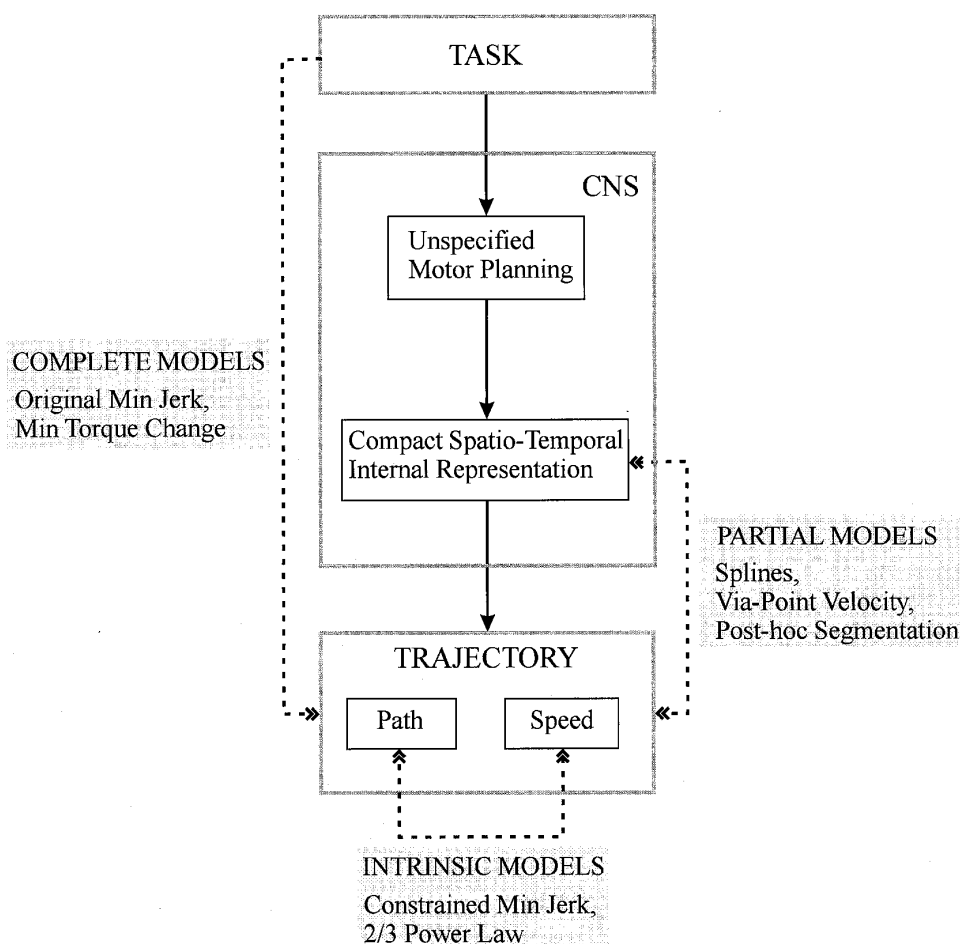 TASK
CNS
Unspecified
Motor Planning
COMPLETE MODELS
Original Min Jerk,
Min Torque Change
Compact Spatio-Temporal
Internal Representation
PARTIAL MODELS
Splines,
Via-Point Velocity,
Post-hoc Segmentation
TRAJECTORY
Path
Speed
INTRINSIC MODELS
Constrained Min Jerk,
2/3 Power Law